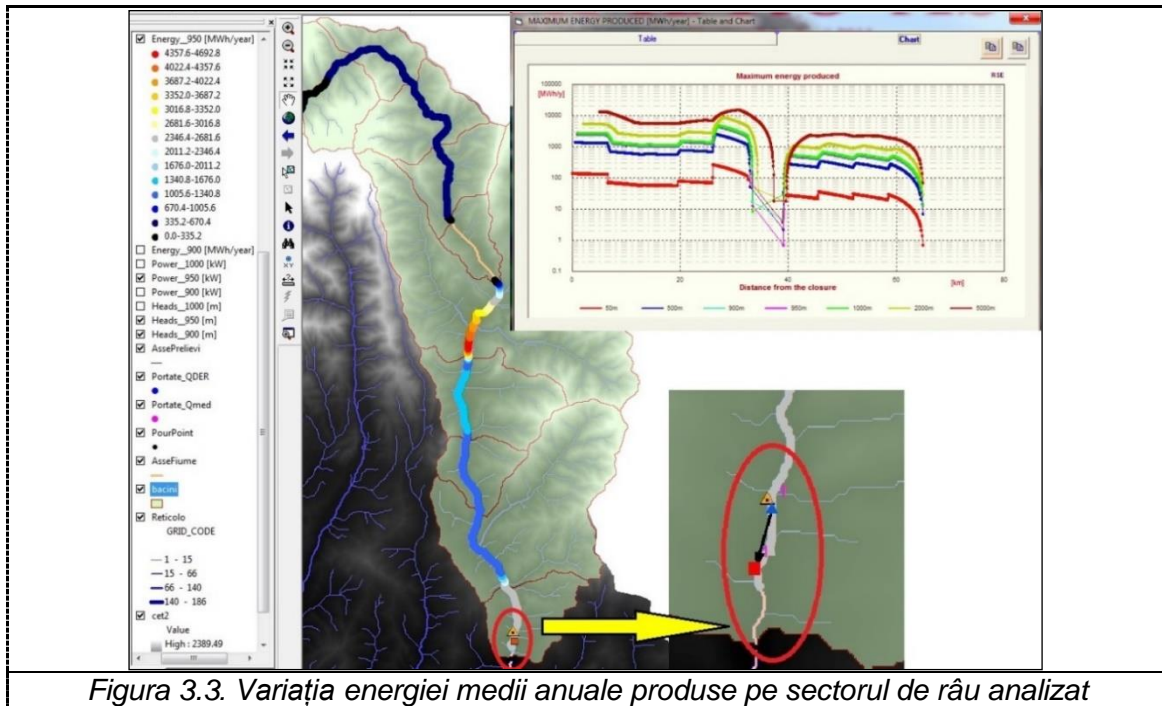 Energy__950 [MWh/year]
4357.6-4692.8
4022.4-4357.6
3687.2-4022.4
3352.0-3687.2
3016.8-3352.0
2681.6-3016.8
2346.4-2681.6
2011.2-2346.4
1676.0-2011.2
1340.8-1676.0
1005.6-1340.8
670.4-1005.6
335.2-670.4
0.0-335.2
Energy__900 [MWh/year]
Power__1000 [kW]
Power__950 [kW]
Power__900 [kW]
Heads_1000 [m]
Heads_950 [m]
Heads_900 [m]
AssePrelievi
Portate_QDER
Portate_Qmed
PourPoint
AsseFiume
bacini
Reticolo
GRID_CODE
1 - 15
15 - 66
66 - 140
140 - 186
cet2
Value
High : 2389.49
XY
MAXIMUM ENERGY PRODUCED [MWh/year] - Table and Chart
Table
Chart
Maximum energy produced
RSE
100000
[MWh/y]
10000
1000
100
10
1
0.1
0
20
40
60
80
[km]
Distance from the closure
50m
500m
900m
950m
1000m
2000m
5000m
Figura 3.3. Variația energiei medii anuale produse pe sectorul de râu analizat